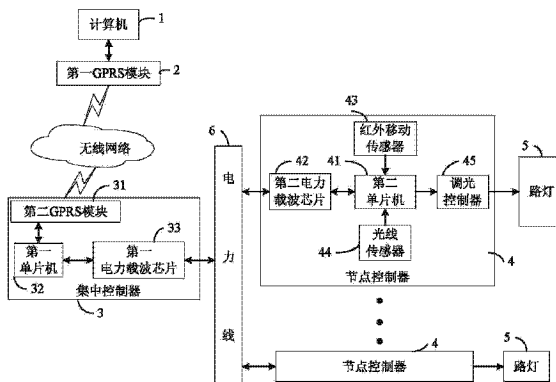 计算机
1
第一GPRS模块
2
无线网络
31
第二GPRS模块
33
第一
单片机
32
第一
电力载波芯片
集中控制器
3
6
电
力
线
43
红外移动
传感器
42
第二电力
载波芯片
41
第二
单片机
45
调光
控制器
光线
传感器
44
节点控制器
4
5
路灯
4
节点控制器
5
路灯